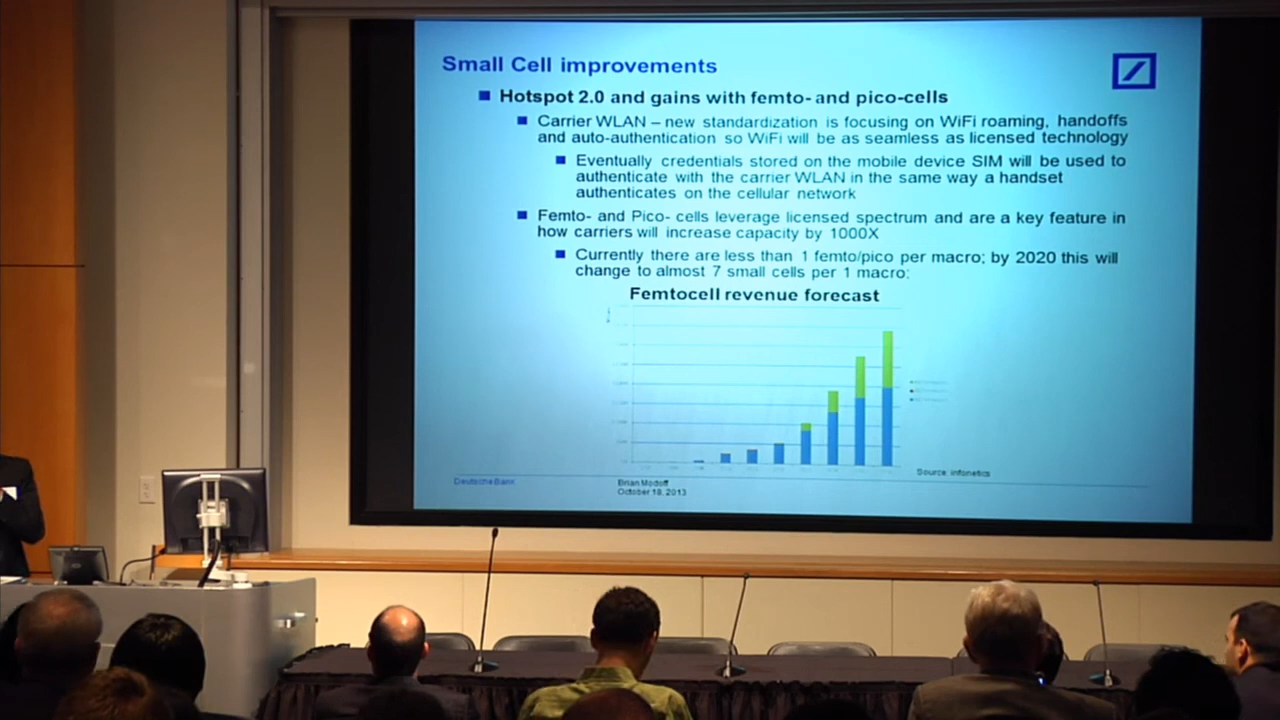 Small Cell improvements
Hotspot 2.0 and gains with femto- and pico-cells
Carrier WLAN – new standardization is focusing on WiFi roaming, handoffs
and auto-authentication so WiFi will be as seamless as licensed technology
Eventually credentials stored on the mobile device SIM will be used to
authenticate with the carrier WLAN in the same way a handset
authenticates on the cellular network
Femto- and Pico- cells leverage licensed spectrum and are a key feature in
how carriers will increase capacity by 1000X
Currently there are less than 1 femto/pico per macro; by 2020 this will
change to almost 7 small cells per 1 macro:
Femtocell revenue forecast
Source: Infonetics
Deutsche Bank
Brian Modoff
October 18, 2013